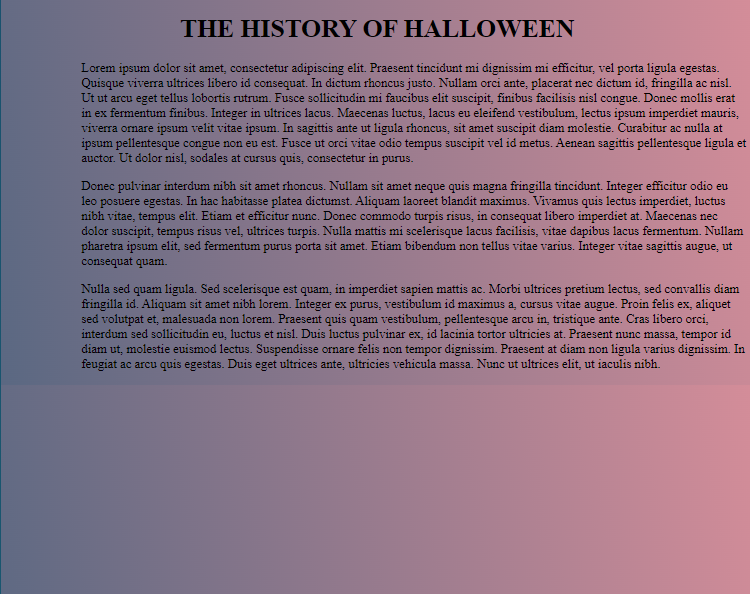 THE HISTORY OF HALLOWEEN
Lorem ipsum dolor sit amet, consectetur adipiscing elit. Praesent tincidunt mi dignissim mi efficitur, vel porta ligula egestas.
Quisque viverra ultrices libero id consequat. In dictum rhoncus justo. Nullam orci ante, placerat nec dictum id, fringilla ac nisl.
Ut ut arcu eget tellus lobortis rutrum. Fusce sollicitudin mi faucibus elit suscipit, finibus facilisis nisl congue. Donec mollis erat
in ex fermentum finibus. Integer in ultrices lacus. Maecenas luctus, lacus eu eleifend vestibulum, lectus ipsum imperdiet mauris,
viverra ornare ipsum velit vitae ipsum. In sagittis ante ut ligula rhoncus, sit amet suscipit diam molestie. Curabitur ac nulla at
ipsum pellentesque congue non eu est. Fusce ut orci vitae odio tempus suscipit vel id metus. Aenean sagittis pellentesque ligula et
auctor. Ut dolor nisl, sodales at cursus quis, consectetur in purus.
Donec pulvinar interdum nibh sit amet rhoncus. Nullam sit amet neque quis magna fringilla tincidunt. Integer efficitur odio eu
leo posuere egestas. In hac habitasse platea dictumst. Aliquam laoreet blandit maximus. Vivamus quis lectus imperdiet, luctus
nibh vitae, tempus elit. Etiam et efficitur nunc. Donec commodo turpis risus, in consequat libero imperdiet at. Maecenas nec
dolor suscipit, tempus risus vel, ultrices turpis. Nulla mattis mi scelerisque lacus facilisis, vitae dapibus lacus fermentum. Nullam
pharetra ipsum elit, sed fermentum purus porta sit amet. Etiam bibendum non tellus vitae varius. Integer vitae sagittis augue, ut
consequat quam.
Nulla sed quam ligula. Sed scelerisque est quam, in imperdiet sapien mattis ac. Morbi ultrices pretium lectus, sed convallis diam
fringilla id. Aliquam sit amet nibh lorem. Integer ex purus, vestibulum id maximus a, cursus vitae augue. Proin felis ex, aliquet
sed volutpat et, malesuada non lorem. Praesent quis quam vestibulum, pellentesque arcu in, tristique ante. Cras libero orci,
interdum sed sollicitudin eu, luctus et nisl. Duis luctus pulvinar ex, id lacinia tortor ultricies at. Praesent nunc massa, tempor id
diam ut, molestie euismod lectus. Suspendisse ornare felis non tempor dignissim. Praesent at diam non ligula varius dignissim. In
feugiat ac arcu quis egestas. Duis eget ultrices ante, ultricies vehicula massa. Nunc ut ultrices elit, ut iaculis nibh.